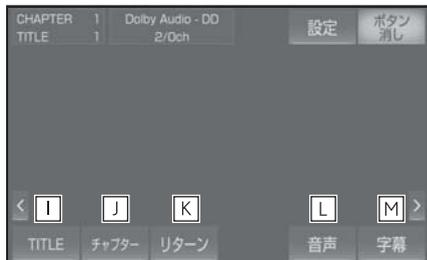 CHAPTER 1
TITLE 1
Dolby Audio - DD
2/0ch
設定
ボタン
消し
< I J K L M >
TITLE チャプター リターン 音声 字幕